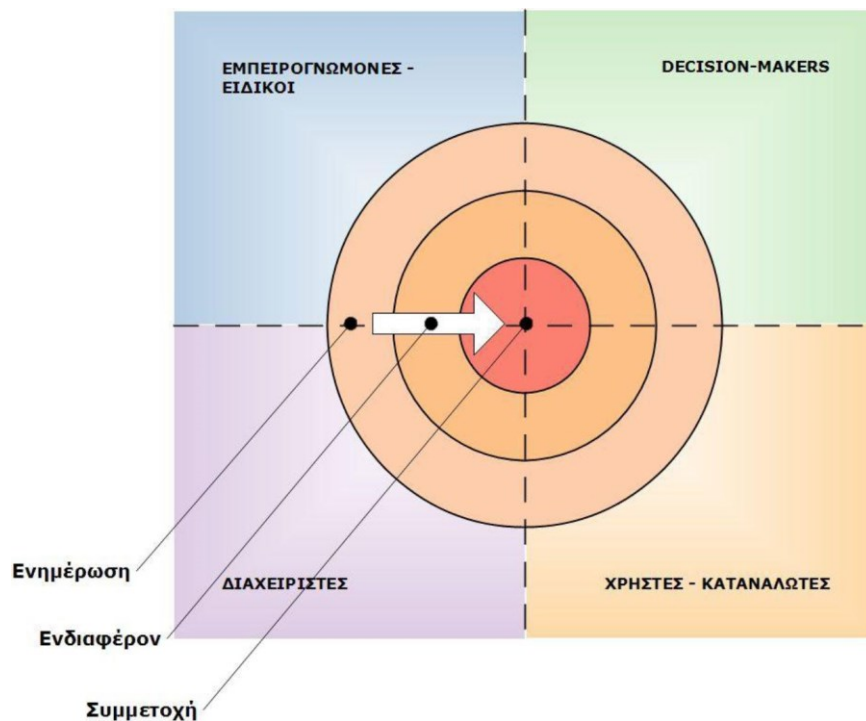 ΕΜΠΕΙΡΟΓΝΩΜΟΝΕΣ -
ΕΙΔΙΚΟΙ
DECISION-MAKERS
Ενημέρωση
ΔΙΑΧΕΙΡΙΣΤΕΣ
ΧΡΗΣΤΕΣ - ΚΑΤΑΝΑΛΩΤΕΣ
Ενδιαφέρον
Συμμετοχή